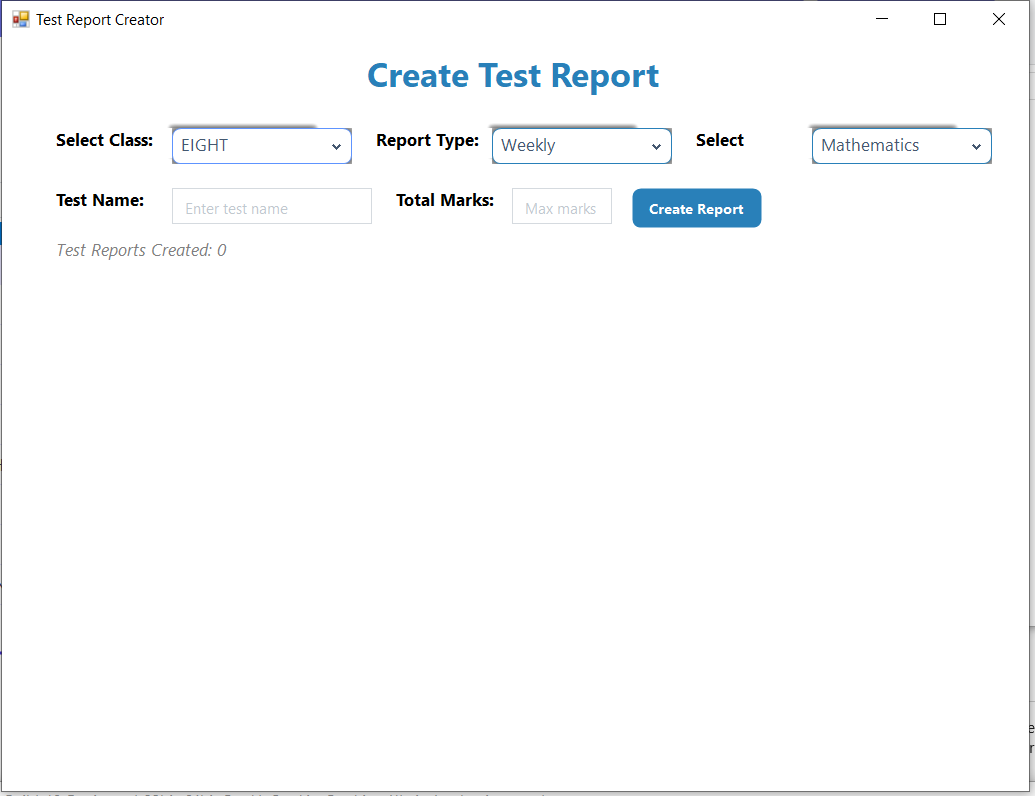 Test Report Creator
Create Test Report
Select Class: EIGHT Report Type: Weekly Select Mathematics
Test Name: Enter test name Total Marks: Max marks Create Report
Test Reports Created: 0